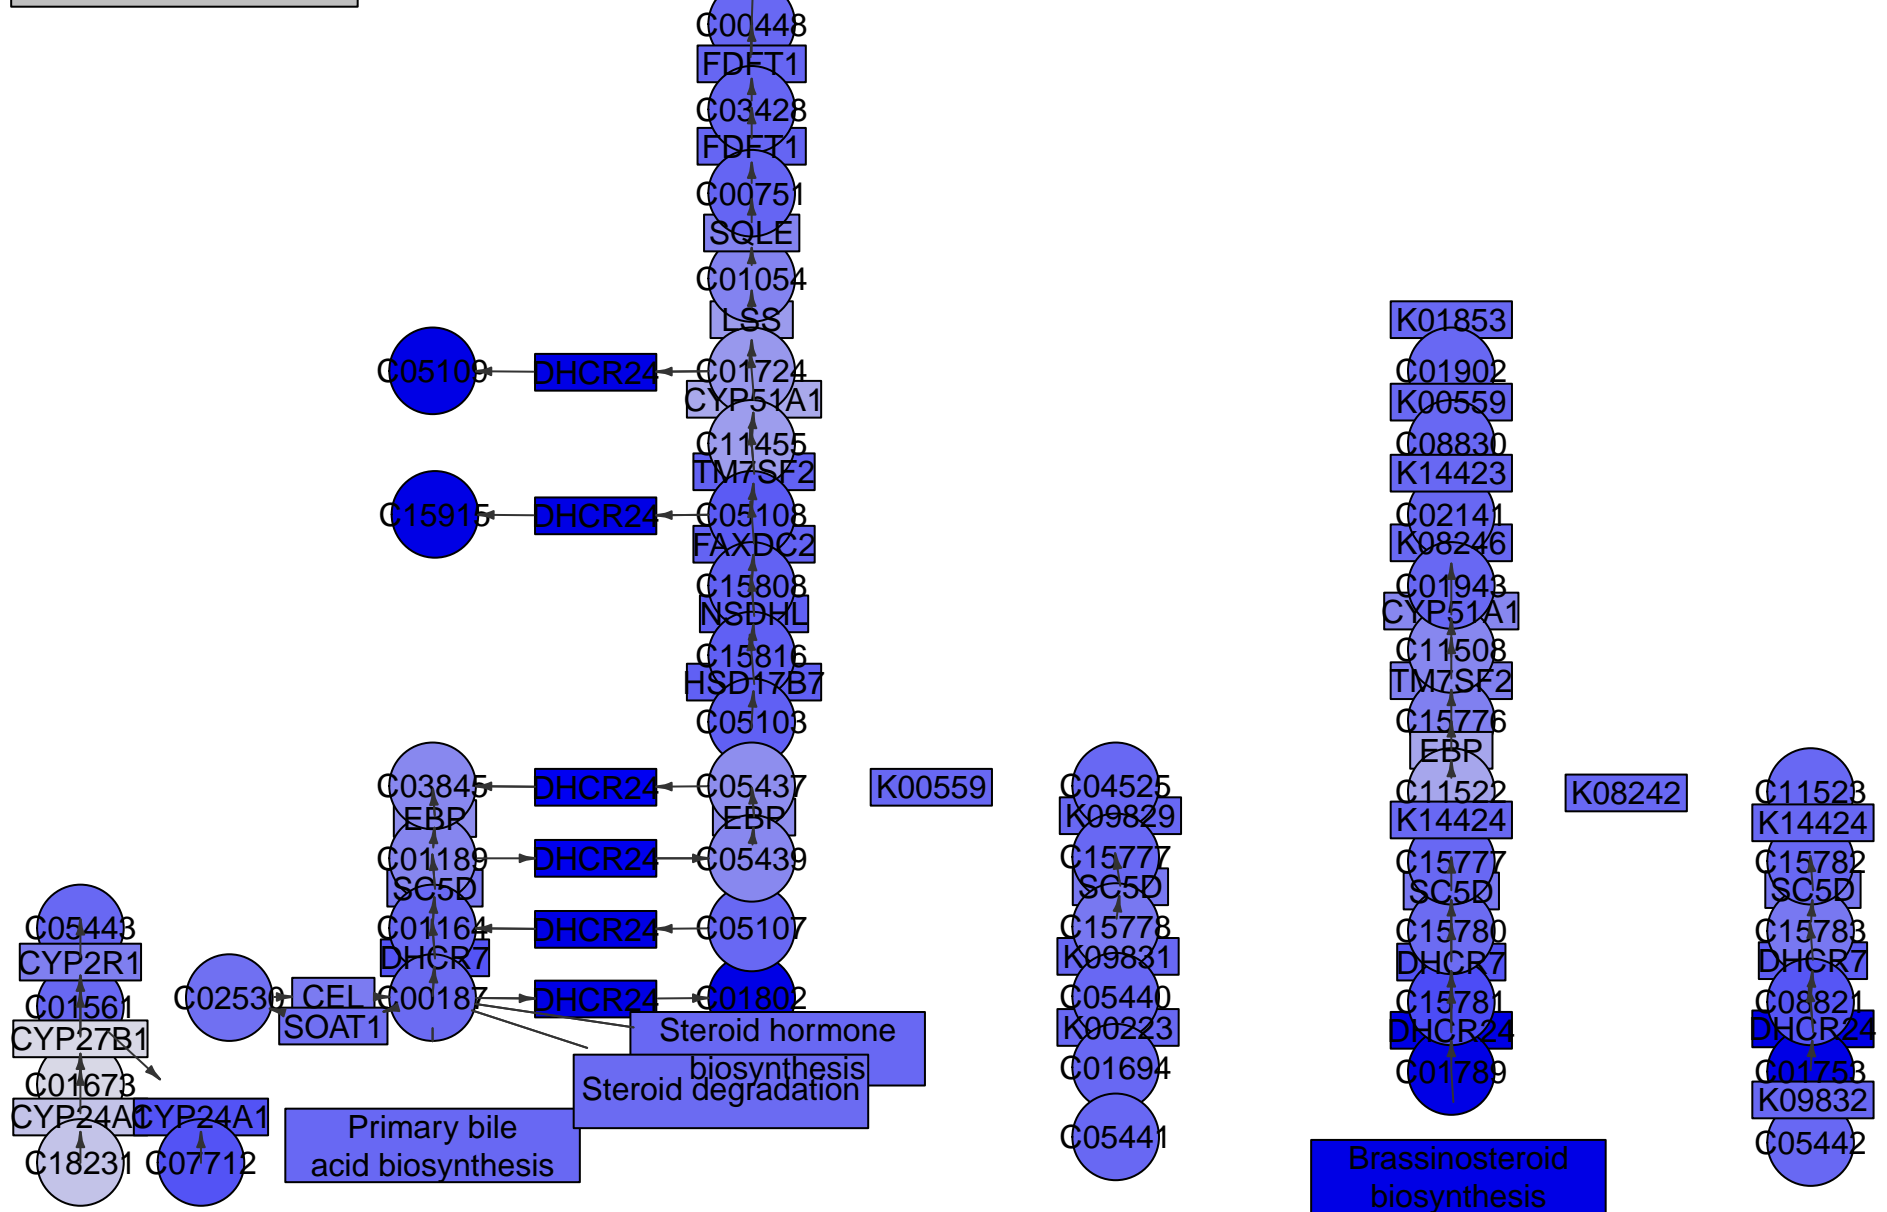 C00448
FDFT1
C03428
FDFT1
C00751
SQLE
C01054
LSS
C05109
DHCR24
C01724
CYP51A1
C11455
TM7SF2
C15915
DHCR24
C05108
FAXDC2
C15808
NSDHL
C15816
HSD17B7
C05103
C03845
DHCR24
C05437
EBP
EBP
C01189
DHCR24
C05439
SC5D
C01164
DHCR24
C05107
DHCR7
C02530
CEL
SOAT1
C00187
DHCR24
C01802
C05443
CYP2R1
C01561
CYP27B1
C01673
CYP24A1
CYP24A1
C18231
C07712
Steroid hormone
biosynthesis
Steroid degradation
Primary bile
acid biosynthesis
K00559
C04525
K09829
C15777
SC5D
C15778
K09831
C05440
K00223
C01694
C05441
K01853
C01902
K00559
C08830
K14423
C02141
K08246
C01943
CYP51A1
C11508
TM7SF2
C15776
EBP
C11522
K14424
C15777
SC5D
C15780
DHCR7
C15781
DHCR24
C01789
Brassinosteroid
biosynthesis
K08242
C11523
K14424
C15782
SC5D
C15783
DHCR7
C08821
DHCR24
C01753
K09832
C05442